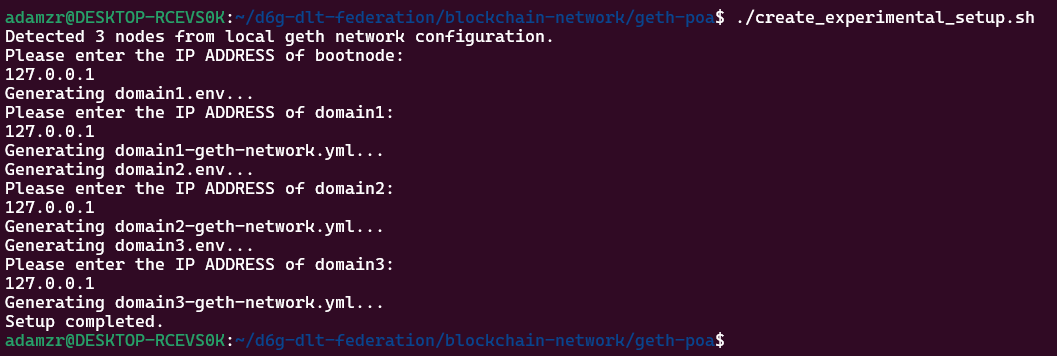 adamzr@DESKTOP-RCEVS0K:~/d6g-dlt-federation/blockchain-network/geth-poa$ ./create_experimental_setup.sh
Detected 3 nodes from local geth network configuration.
Please enter the IP ADDRESS of bootnode:
127.0.0.1
Generating domain1.env...
Please enter the IP ADDRESS of domain1:
127.0.0.1
Generating domain1-geth-network.yml...
Generating domain2.env...
Please enter the IP ADDRESS of domain2:
127.0.0.1
Generating domain2-geth-network.yml...
Generating domain3.env...
Please enter the IP ADDRESS of domain3:
127.0.0.1
Generating domain3-geth-network.yml...
Setup completed.
adamzr@DESKTOP-RCEVS0K:~/d6g-dlt-federation/blockchain-network/geth-poa$